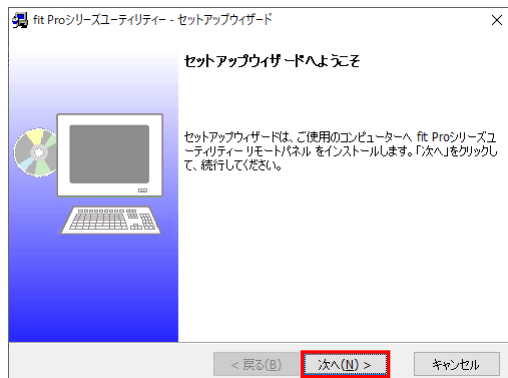 fit Proシリーズユーティリティー - セットアップウィザード
セットアップウィザードへようこそ
セットアップウィザードは、ご使用のコンピューターへ fit Proシリーズユ
ーティリティー リモートパネル をインストールします。「次へ」をクリックし
て、続行してください。
< 戻る(B) 次へ(N) > キャンセル